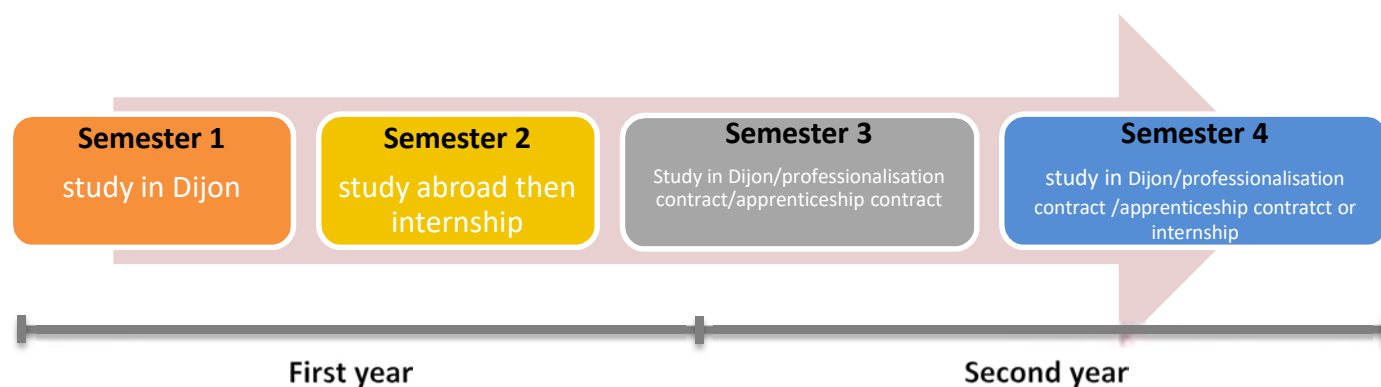 Semester 1
study in Dijon
Semester 2
study abroad then
internship
Semester 3
Study in Dijon/professionalisation
contract/apprenticeship contract
Semester 4
study in Dijon/professionalisation
contract /apprenticeship contratct or
internship
First year
Second year